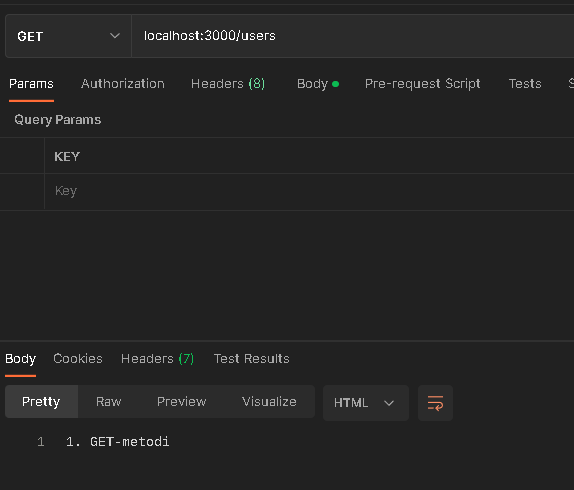 GET localhost:3000/users
Params Authorization Headers (8) Body Pre-request Script Tests S
Query Params
KEY
Key
Body Cookies Headers (7) Test Results
Pretty Raw Preview Visualize HTML
1 1. GET-metodi